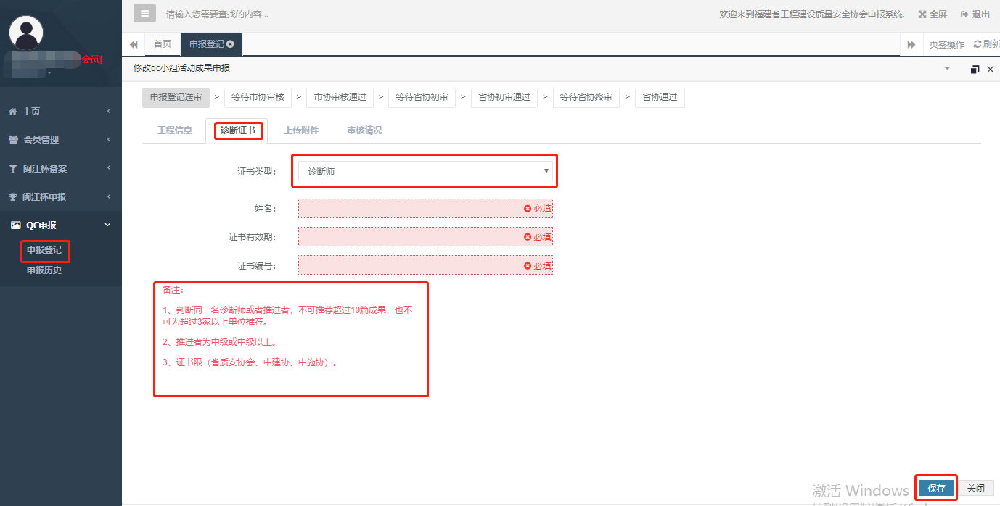 请输入您需要查找的内容 ..
欢迎来到福建省工程建设质量安全协会申报系统.
全屏
退出
会员]
首页
申报登记
页签操作
刷新
修改qc小组活动成果申报
申报登记送审 > 等待市协审核 > 市协审核通过 > 等待省协初审 > 省协初审通过 > 等待省协终审 > 省协通过
主页
会员管理
闽江杯备案
闽江杯申报
QC申报
申报登记
申报历史
工程信息
诊断证书
上传附件
审核情况
证书类型: 诊断师
姓名: 必填
证书有效期: 必填
证书编号: 必填
备注:
1、判断同一名诊断师或者推进者，不可推荐超过10篇成果，也不
可为超过3家以上单位推荐。
2、推进者为中级或中级以上。
3、证书限（省质安协会、中建协、中施协）。
激活 Windows
保存
关闭